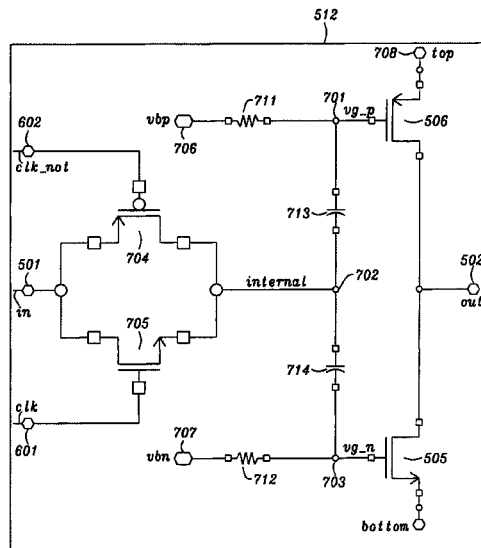 512
708
top
602
701
vbp
711
vg_p
706
506
clk_not
713
704
501
502
internal
702
in
out
705
714
clk
707
vg_n
vbn
601
712
703
505
bottom